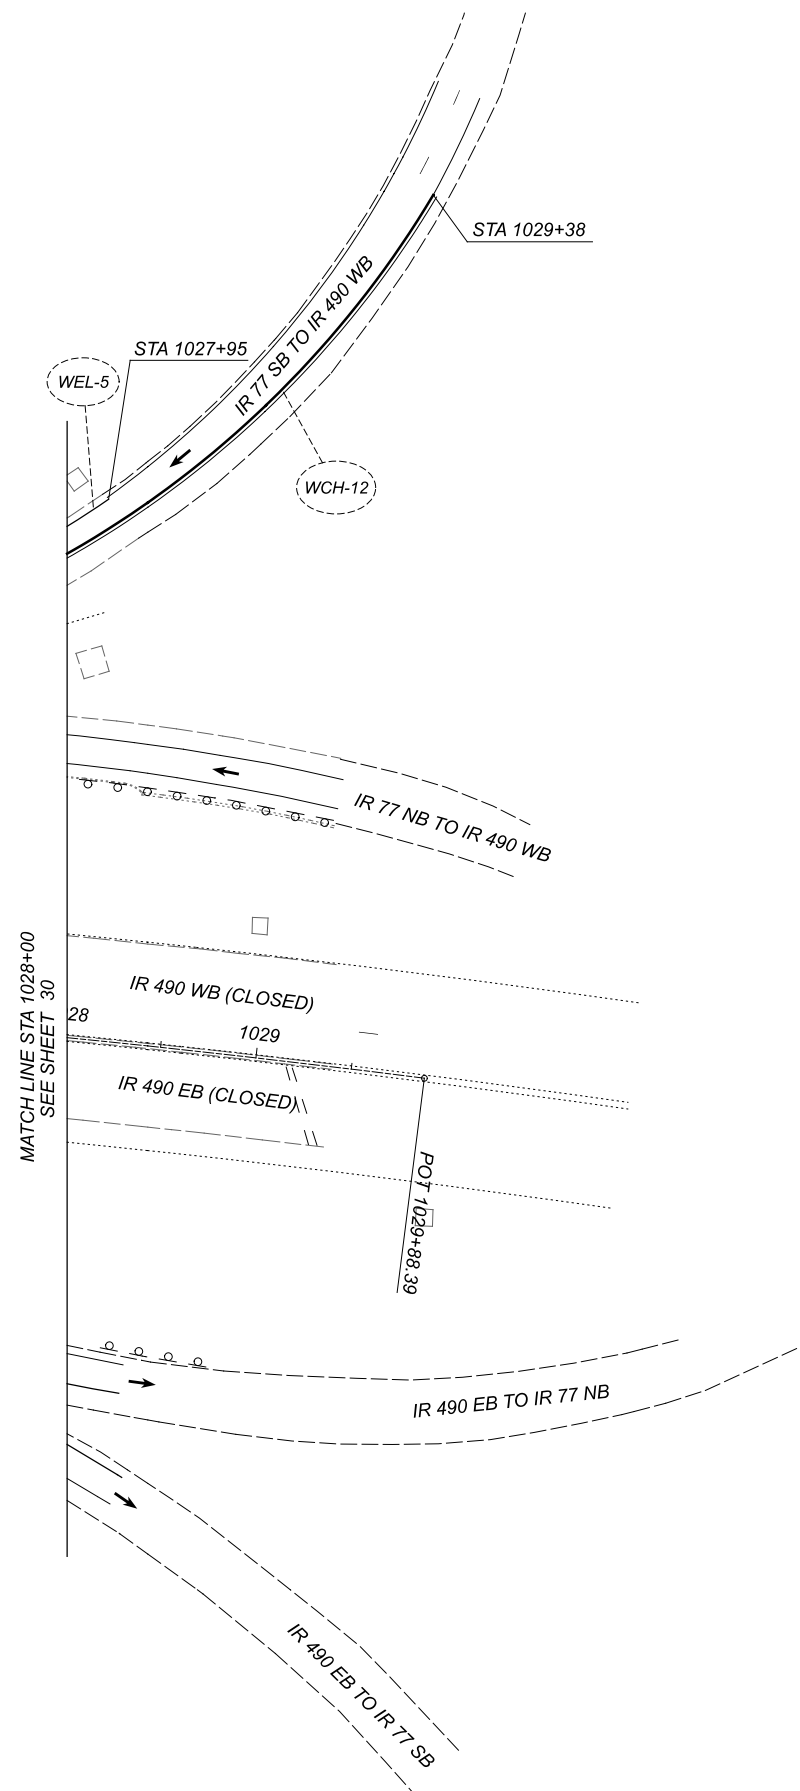 STA 1029+38
IR 77 SB TO IR 490 WB
STA 1027+95
WEL-5
WCH-12
IR 77 NB TO IR 490 WB
MATCH LINE STA 1028+00
SEE SHEET 30
IR 490 WB (CLOSED)
28
1029
IR 490 EB (CLOSED)
POT 1029+88.39
IR 490 EB TO IR 77 NB
IR 490 EB TO IR 77 SB